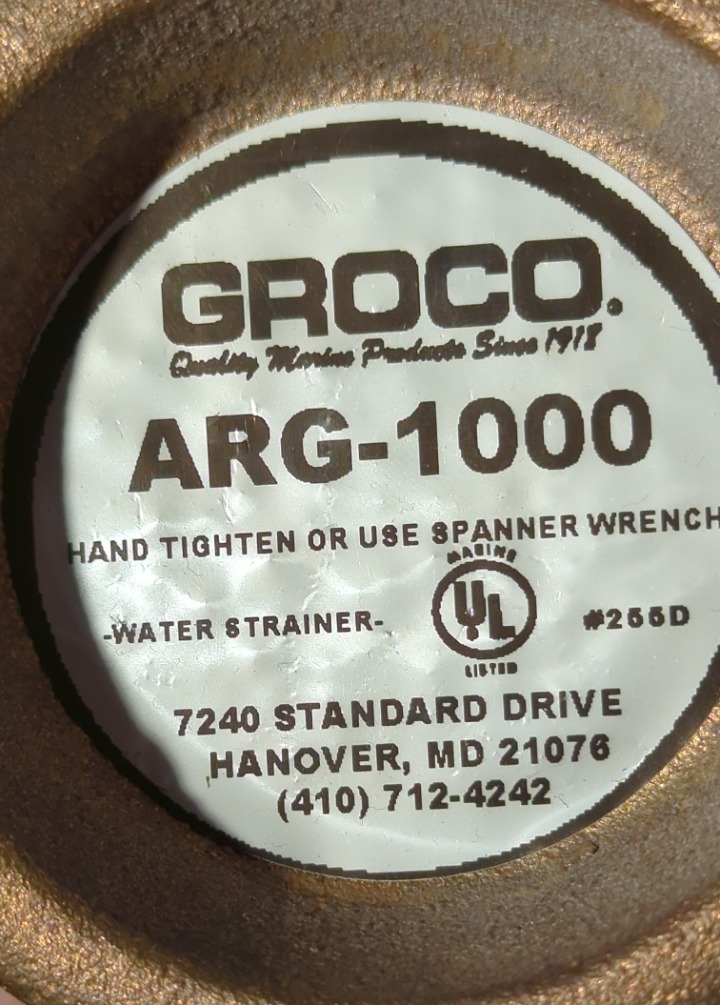 GROCO.
Quality Marine Products Since 1918
ARG-1000
HAND TIGHTEN OR USE SPANNER WRENCH
MARINE
-WATER STRAINER- UL #255D
LISTED
7240 STANDARD DRIVE
HANOVER, MD 21076
(410) 712-4242